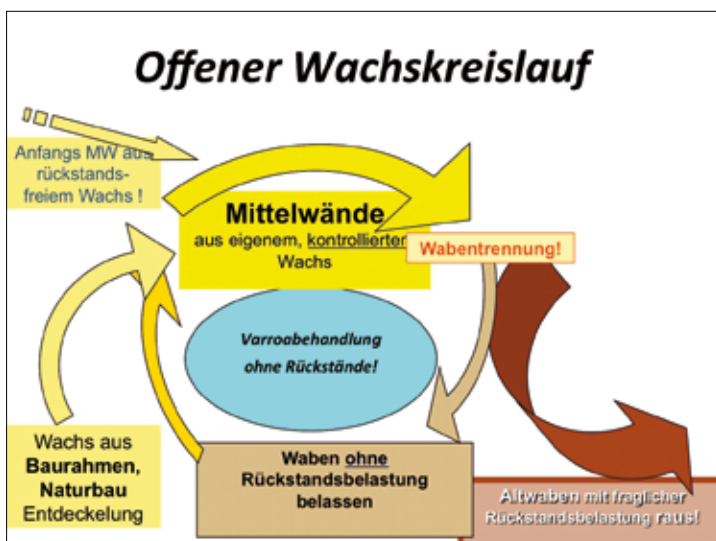 Offener Wachskreislauf
Anfangs MW aus
rückstands-
freiem Wachs !
Mittelwände
aus eigenem, kontrollierten
Wachs
Wabentrennung!
Varroabehandlung
ohne Rückstände!
Wachs aus
Baurahmen,
Naturbau
Entdeckelung
Waben ohne
Rückstandsbelastung
belassen
Altwaben mit fraglicher
Rückstandsbelastung raus!